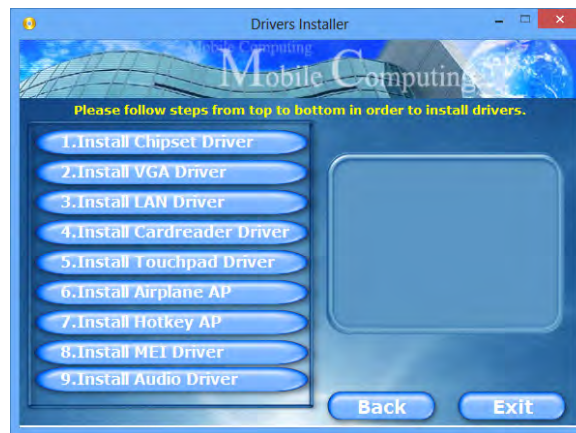 Drivers Installer
Mobile Computing
Mobile Computing
Please follow steps from top to bottom in order to install drivers.
1.Install Chipset Driver
2.Install VGA Driver
3.Install LAN Driver
4.Install Cardreader Driver
5.Install Touchpad Driver
6.Install Airplane AP
7.Install Hotkey AP
8.Install MEI Driver
9.Install Audio Driver
Back Exit